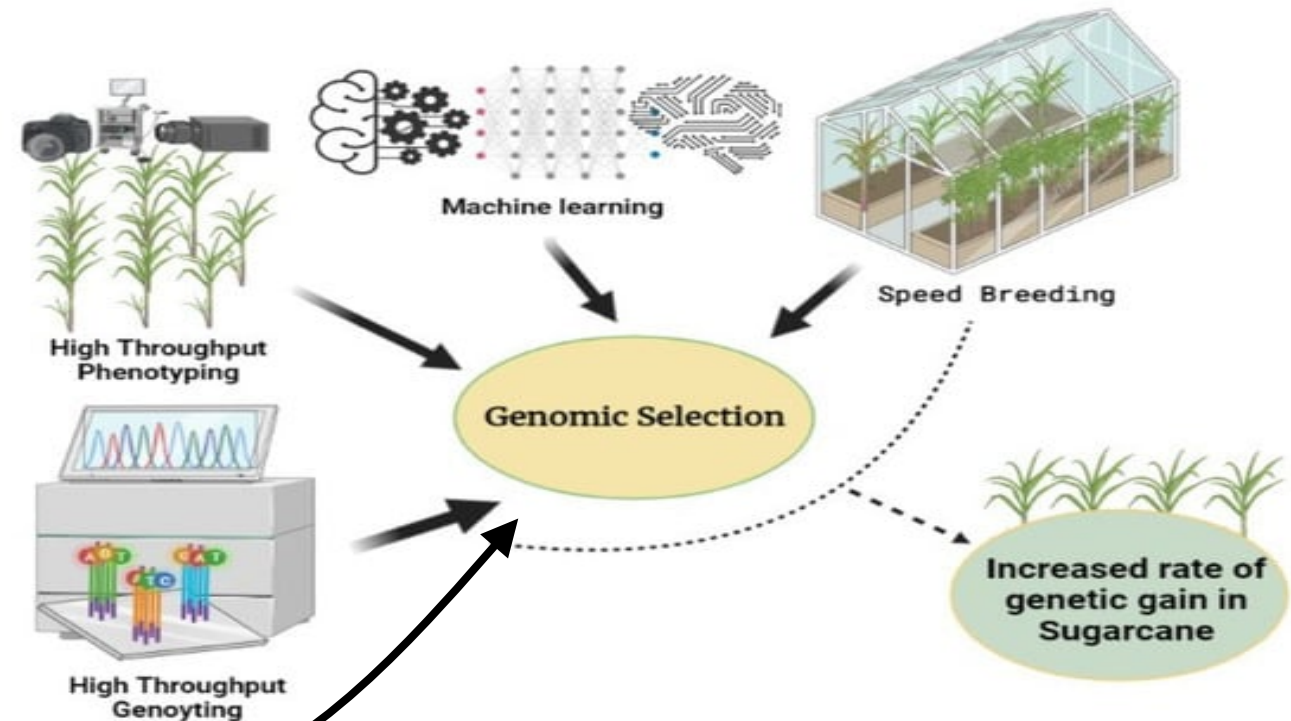 Machine learning
Speed Breeding
High Throughput
Phenotyping
Genomic Selection
A G T
C A T
T C
Increased rate of
genetic gain in
Sugarcane
High Throughput
Genoyting